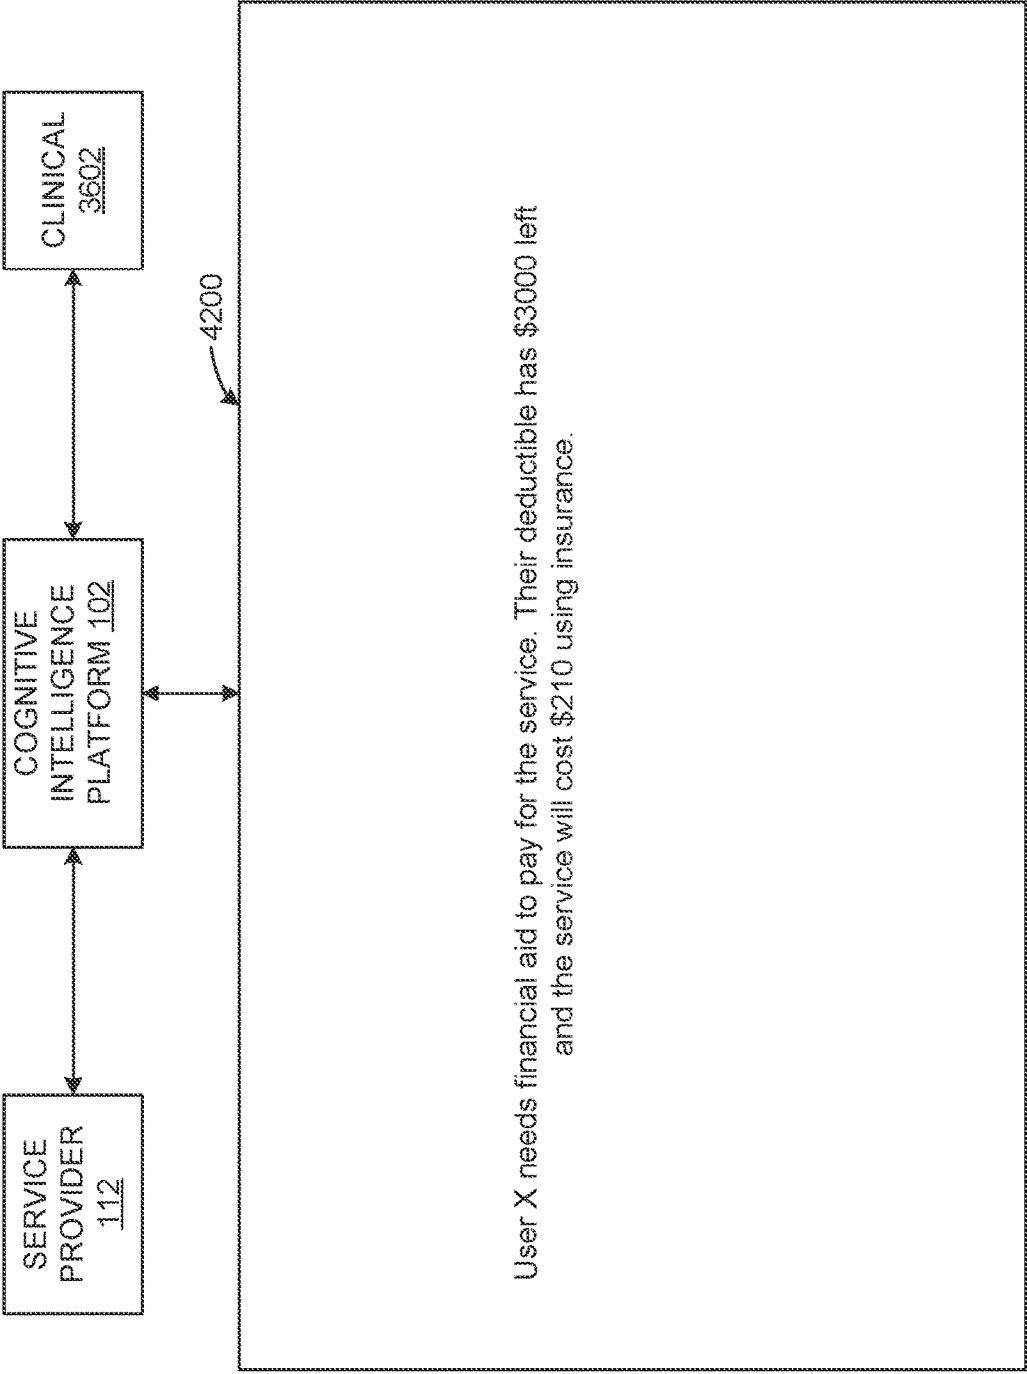 SERVICE
PROVIDER
112
COGNITIVE
INTELLIGENCE
PLATFORM 102
CLINICAL
3602
4200
User X needs financial aid to pay for the service. Their deductible has $3000 left
and the service will cost $210 using insurance.